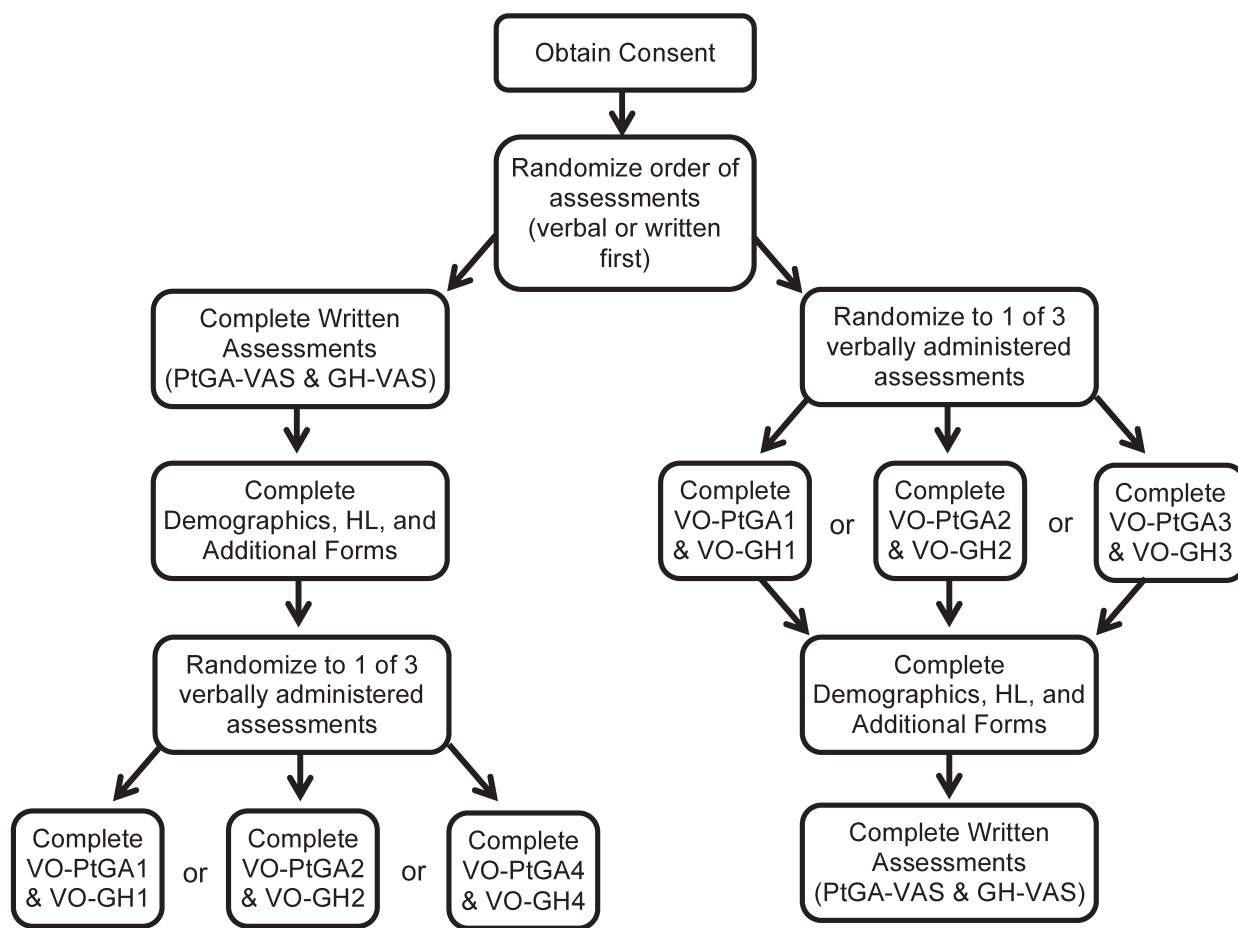 Obtain Consent
Randomize order of
assessments
(verbal or written
first)
Complete Written
Assessments
(PtGA-VAS & GH-VAS)
Complete
Demographics, HL, and
Additional Forms
Randomize to 1 of 3
verbally administered
assessments
Complete
VO-PtGA1
& VO-GH1
or
Complete
VO-PtGA2
& VO-GH2
or
Complete
VO-PtGA4
& VO-GH4
Randomize to 1 of 3
verbally administered
assessments
Complete
VO-PtGA1
& VO-GH1
or
Complete
VO-PtGA2
& VO-GH2
or
Complete
VO-PtGA3
& VO-GH3
Complete
Demographics, HL, and
Additional Forms
Complete Written
Assessments
(PtGA-VAS & GH-VAS)